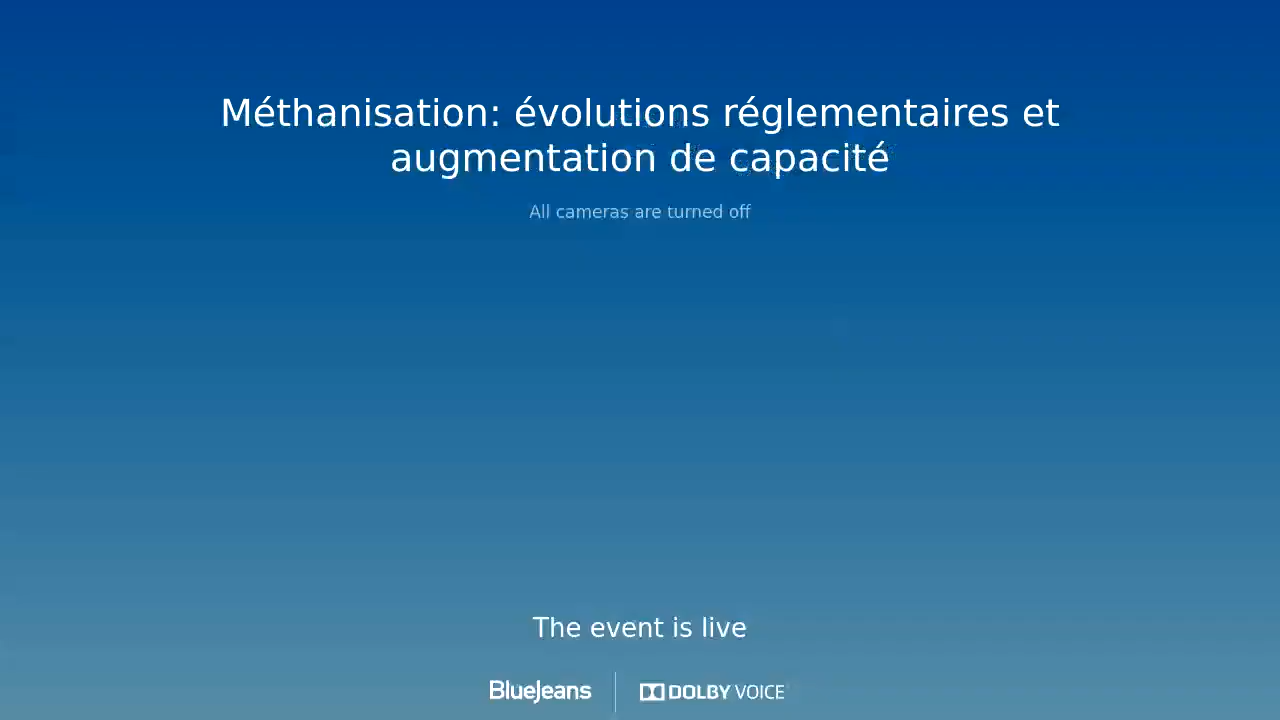 Méthanisation: évolutions réglementaires et
augmentation de capacité
All cameras are turned off
The event is live
BlueJeans
DOLBY VOICE